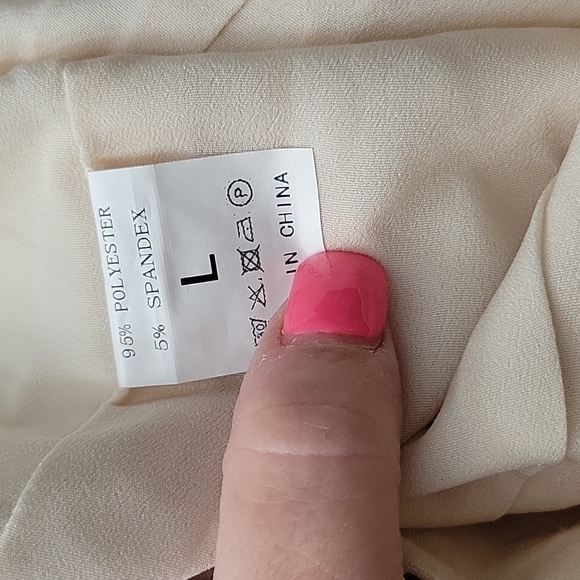 95% POLYESTER
5% SPANDEX
L
P
IN CHINA